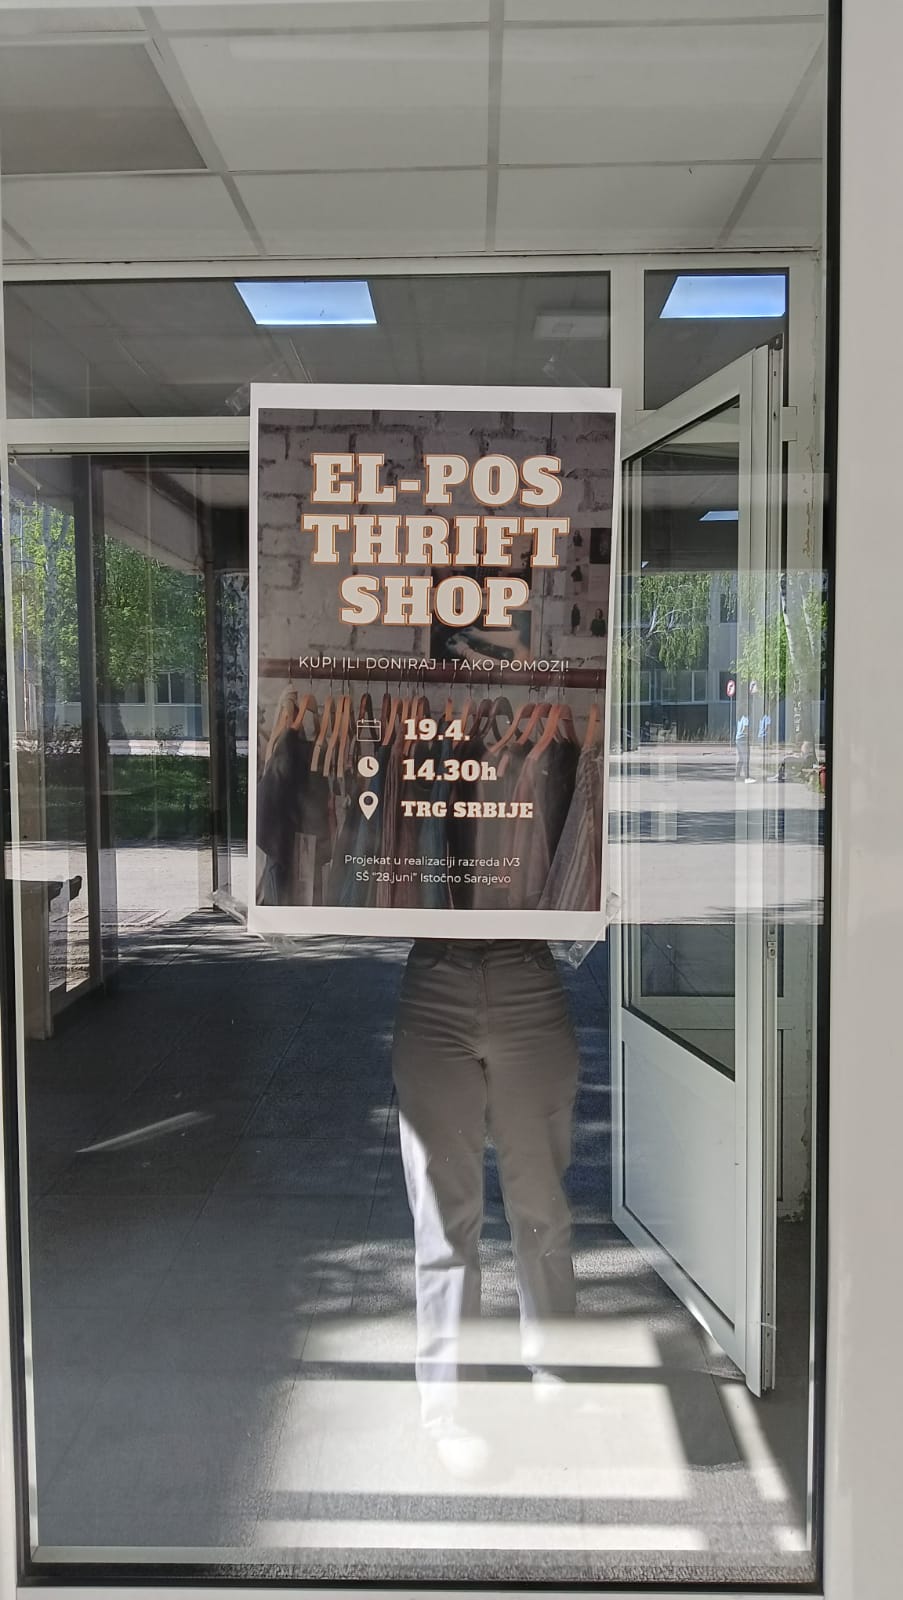 EL-POS
THRIFT
SHOP
KUPI ILI DONIRAJ I TAKO POMOZI!
19.4.
14.30h
TRG SRBIJE
Projekat u realizaciji razreda IV3
SŠ "28.juni" Istočno Sarajevo